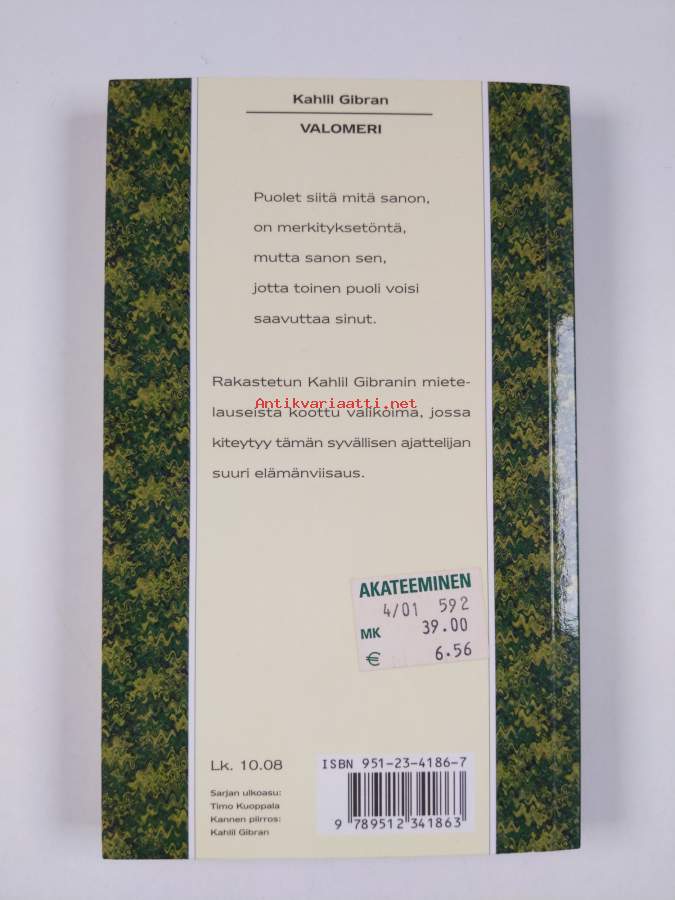 Kahlil Gibran
VALOMERI
Puolet siitä mitä sanon,
on merkityksetöntä,
mutta sanon sen,
jotta toinen puoli voisi
saavuttaa sinut.
Rakastetun Kahlil Gibranin miete-
Antikvariaatti.net
lauseista koottu valikoima, jossa
kiteytyy tämän syvällisen ajattelijan
suuri elämänviisaus.
AKATEEMINEN
4/01 592
MK 39.00
€ 6.56
Lk. 10.08
Sarjan ulkoasu:
Timo Kuoppala
Kannen piirros:
Kahlil Gibran
ISBN 951-23-4186-7
9 789512 341863